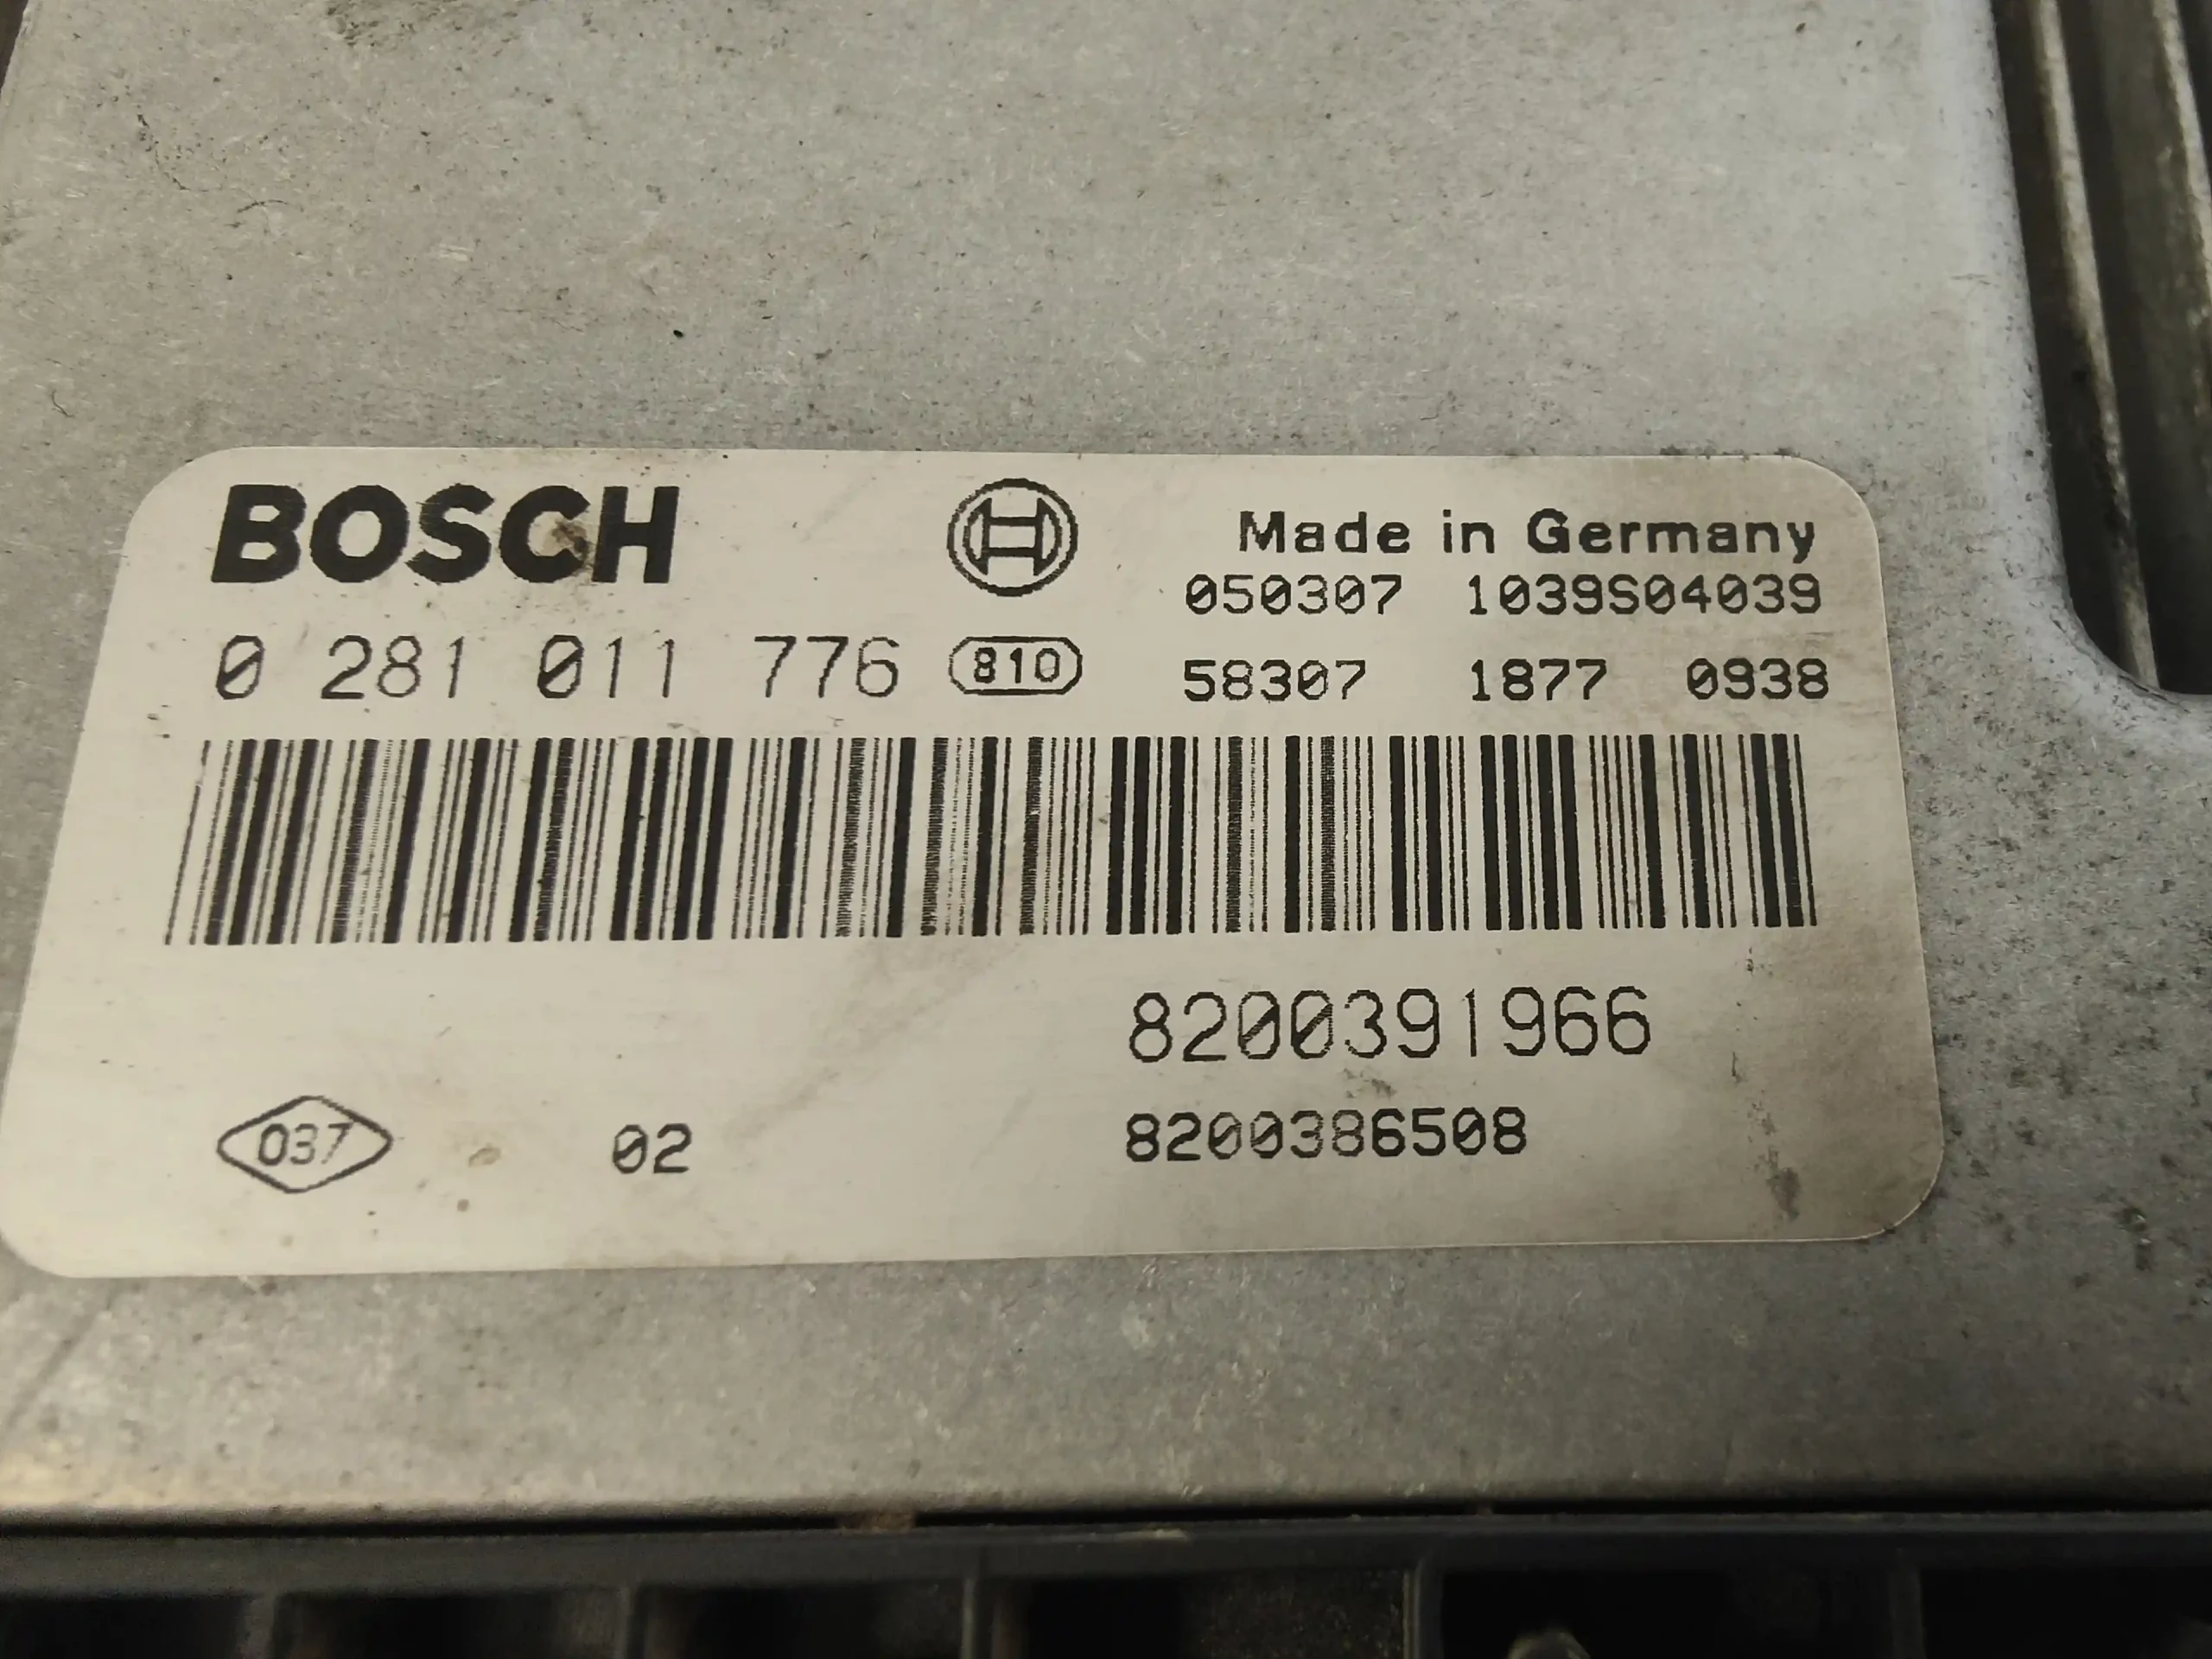 BOSCH
Made in Germany
050307 1039S04039
0 281 011 776 810
58307 1877 0938
8200391966
037 02 8200386508